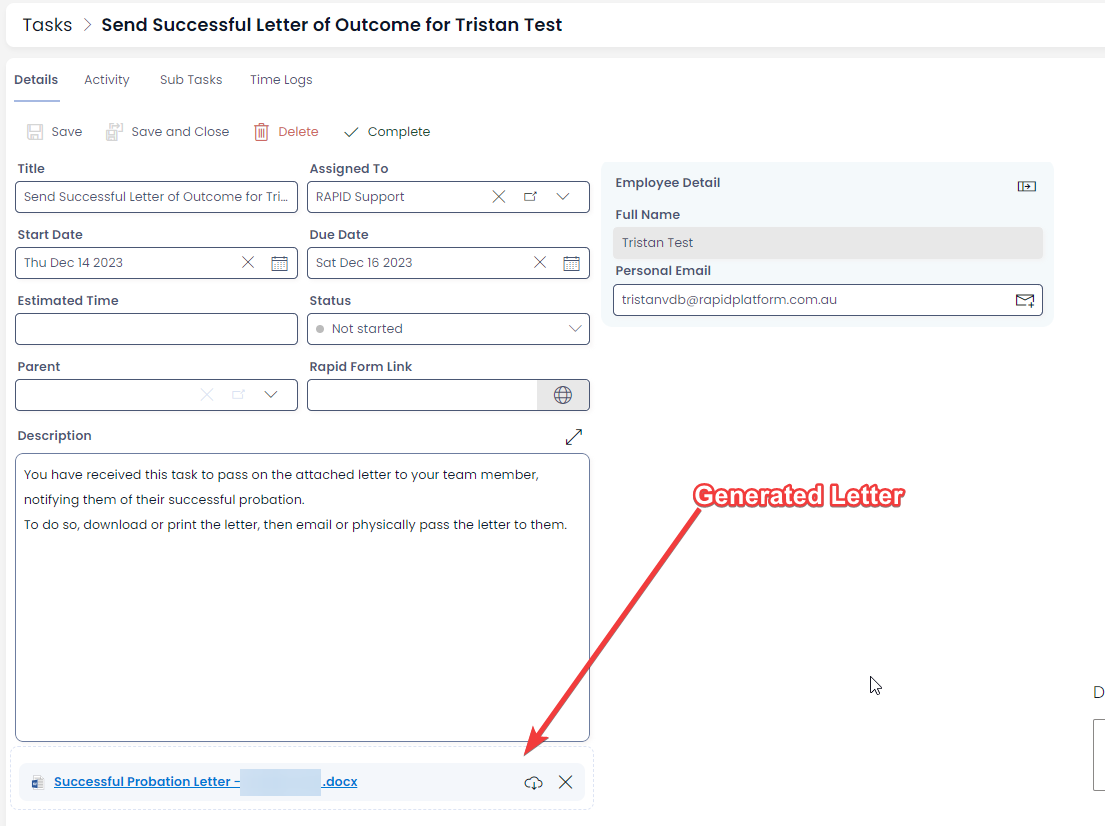 Tasks > Send Successful Letter of Outcome for Tristan Test
Details Activity Sub Tasks Time Logs
Save Save and Close Delete Complete
Title
Send Successful Letter of Outcome for Tri...
Assigned To
RAPID Support
Start Date
Thu Dec 14 2023
Due Date
Sat Dec 16 2023
Estimated Time
Status
Not started
Parent
Rapid Form Link
Description
You have received this task to pass on the attached letter to your team member,
notifying them of their successful probation.
To do so, download or print the letter, then email or physically pass the letter to them.
Successful Probation Letter - .docx
Employee Detail
Full Name
Tristan Test
Personal Email
tristanvdb@rapidplatform.com.au
Generated Letter
D